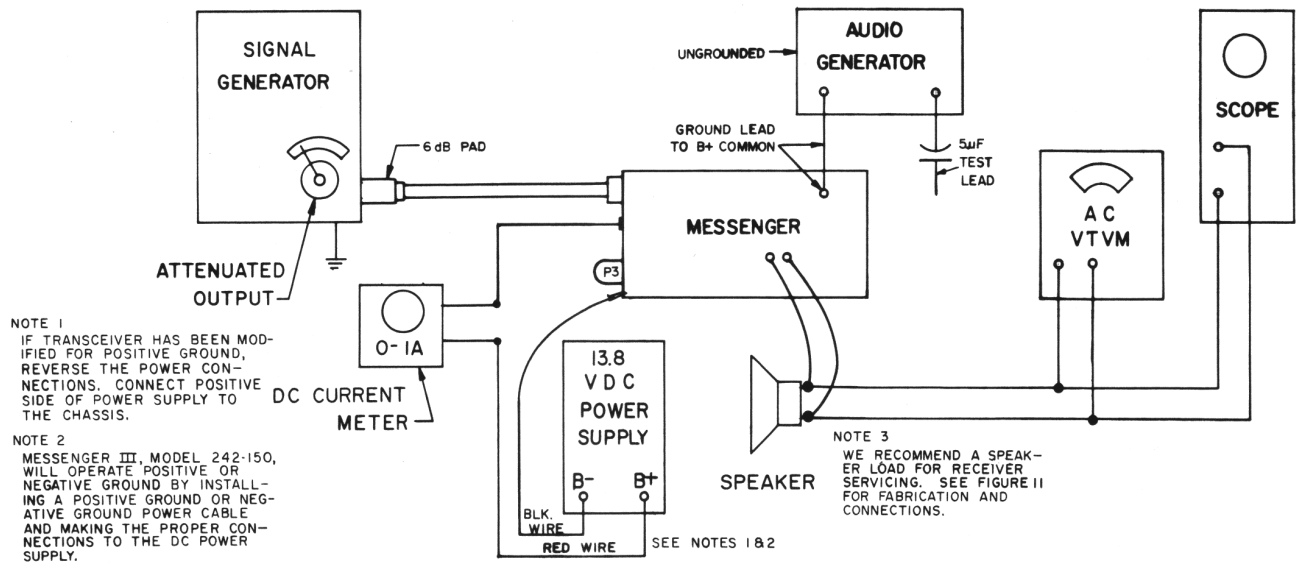 SIGNAL
GENERATOR
6 dB PAD
ATTENUATED
OUTPUT
UNGROUNDED
AUDIO
GENERATOR
GROUND LEAD
TO B+ COMMON
5µF
TEST
LEAD
SCOPE
AC
VTVM
MESSENGER
P3
0-1A
DC CURRENT
METER
13.8
VDC
POWER
SUPPLY
B- B+
BLK.
WIRE
RED WIRE
SEE NOTES 1&2
SPEAKER
NOTE 1
IF TRANSCEIVER HAS BEEN MOD-
IFIED FOR POSITIVE GROUND,
REVERSE THE POWER CON-
NECTIONS. CONNECT POSITIVE
SIDE OF POWER SUPPLY TO
THE CHASSIS.
NOTE 2
MESSENGER III, MODEL 242-150,
WILL OPERATE POSITIVE OR
NEGATIVE GROUND BY INSTALL-
ING A POSITIVE GROUND OR NEG-
ATIVE GROUND POWER CABLE
AND MAKING THE PROPER CON-
NECTIONS TO THE DC POWER
SUPPLY.
NOTE 3
WE RECOMMEND A SPEAK-
ER LOAD FOR RECEIVER
SERVICING. SEE FIGURE 11
FOR FABRICATION AND
CONNECTIONS.